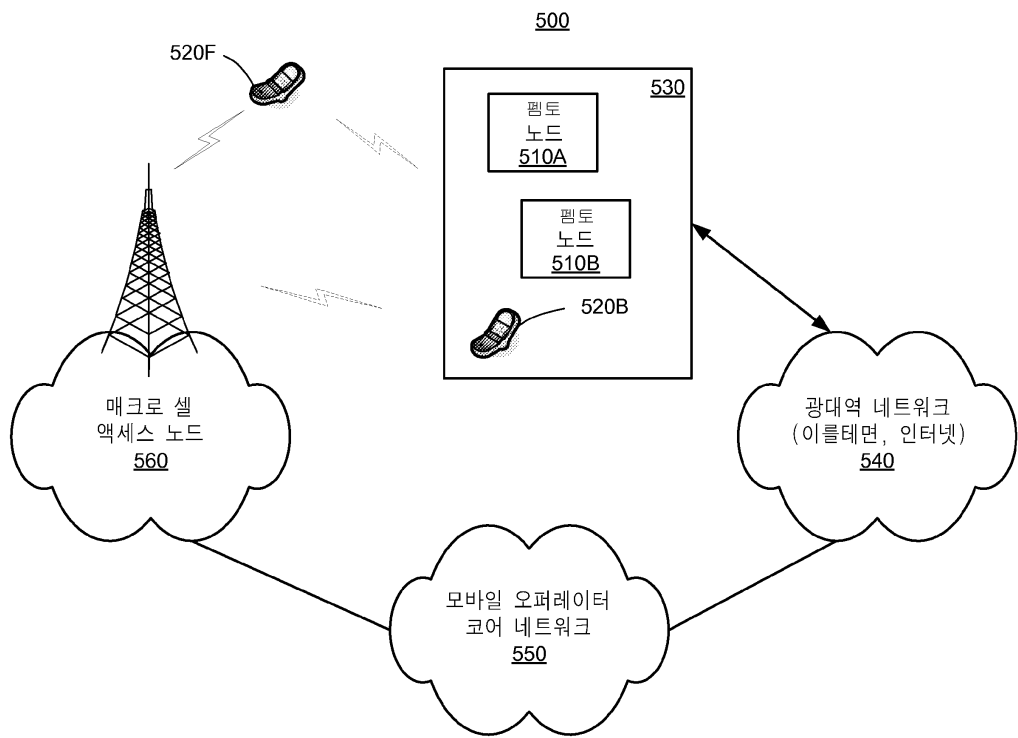 500
520F
530
펨토
노드
510A
펨토
노드
510B
520B
매크로 셀
액세스 노드
560
광대역 네트워크
(이를테면, 인터넷)
540
모바일 오퍼레이터
코어 네트워크
550